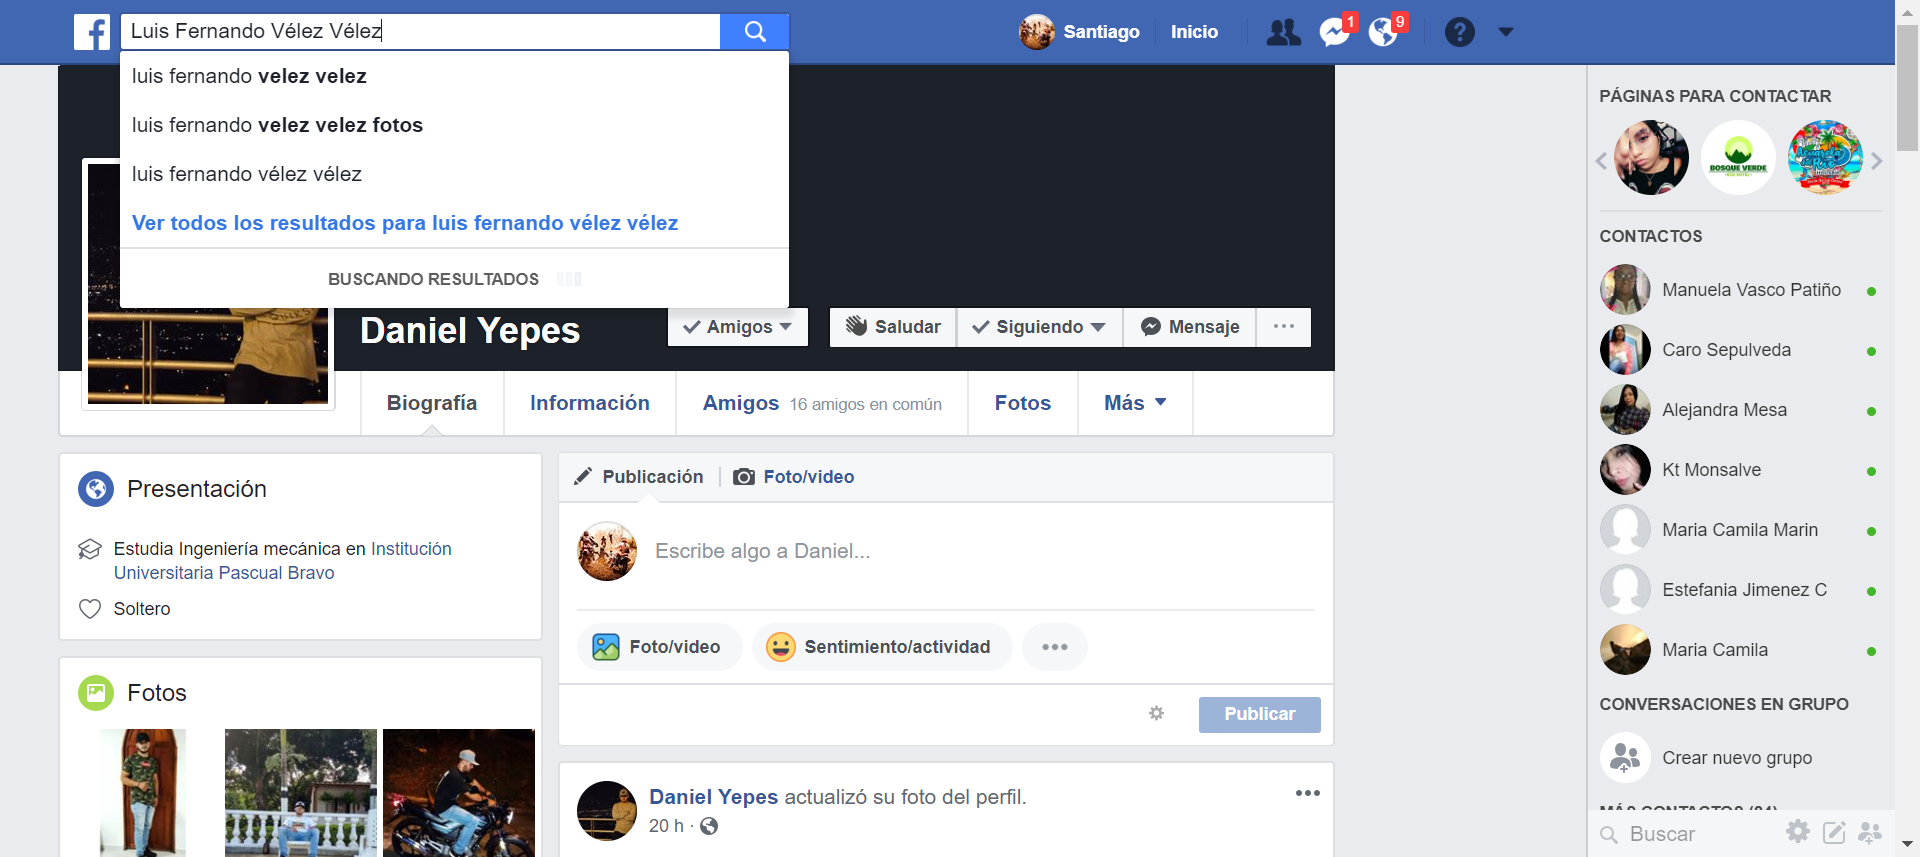 Luis Fernando Vélez Vélez
Santiago
Inicio
1
9
?
luis fernando velez velez
luis fernando velez velez fotos
luis fernando vélez vélez
Ver todos los resultados para luis fernando vélez vélez
BUSCANDO RESULTADOS
Daniel Yepes
Amigos
Saludar
Siguiendo
Mensaje
Biografía
Información
Amigos 16 amigos en común
Fotos
Más
Presentación
Estudia Ingeniería mecánica en Institución
Universitaria Pascual Bravo
Soltero
Fotos
Publicación
Foto/video
Escribe algo a Daniel...
Foto/video
Sentimiento/actividad
Publicar
Daniel Yepes actualizó su foto del perfil.
20 h ·
PÁGINAS PARA CONTACTAR
BOSQUE VERDE
CONTACTOS
Manuela Vasco Patiño
Caro Sepulveda
Alejandra Mesa
Kt Monsalve
Maria Camila Marin
Estefania Jimenez C
Maria Camila
CONVERSACIONES EN GRUPO
Crear nuevo grupo
MÁS CONTACTOS (84)
Buscar